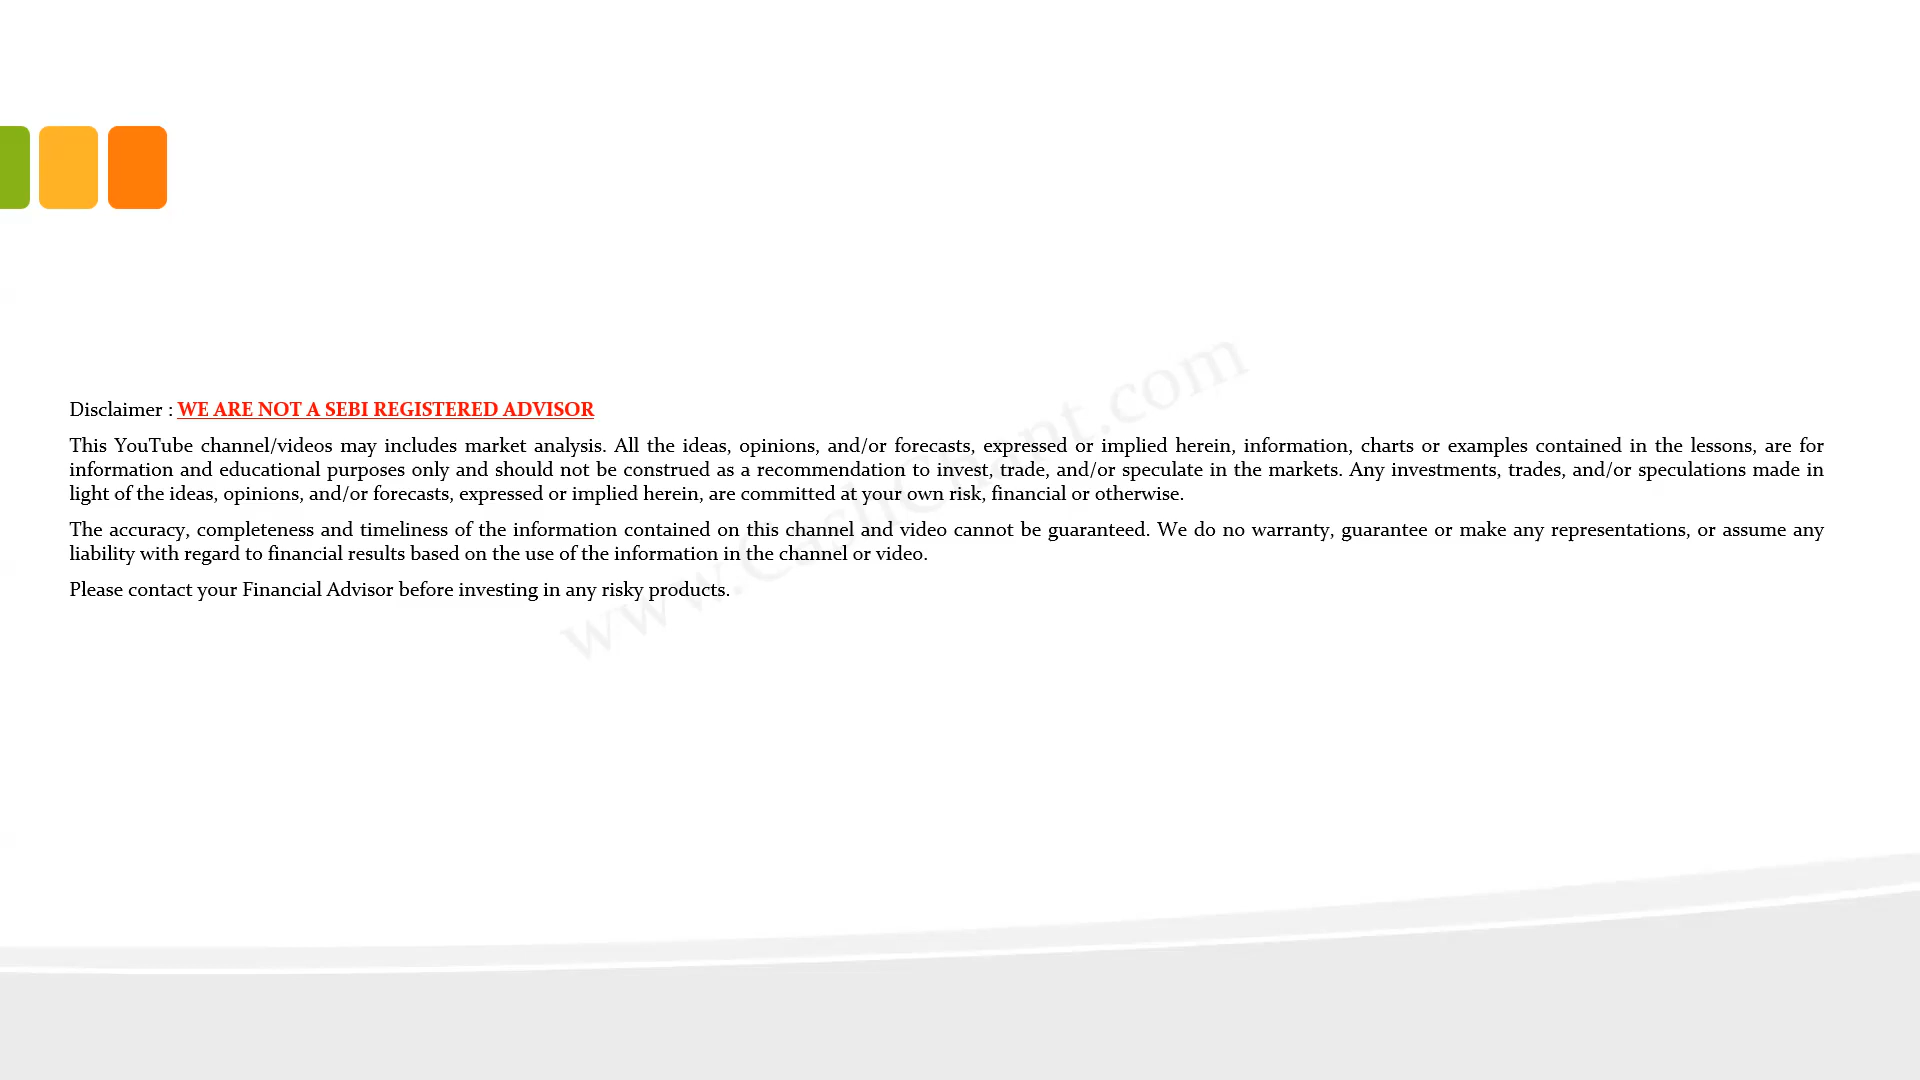 Disclaimer : WE ARE NOT A SEBI REGISTERED ADVISOR
This YouTube channel/videos may includes market analysis. All the ideas, opinions, and/or forecasts, expressed or implied herein, information, charts or examples contained in the lessons, are for
information and educational purposes only and should not be construed as a recommendation to invest, trade, and/or speculate in the markets. Any investments, trades, and/or speculations made in
light of the ideas, opinions, and/or forecasts, expressed or implied herein, are committed at your own risk, financial or otherwise.
The accuracy, completeness and timeliness of the information contained on this channel and video cannot be guaranteed. We do no warranty, guarantee or make any representations, or assume any
liability with regard to financial results based on the use of the information in the channel or video.
Please contact your Financial Advisor before investing in any risky products.